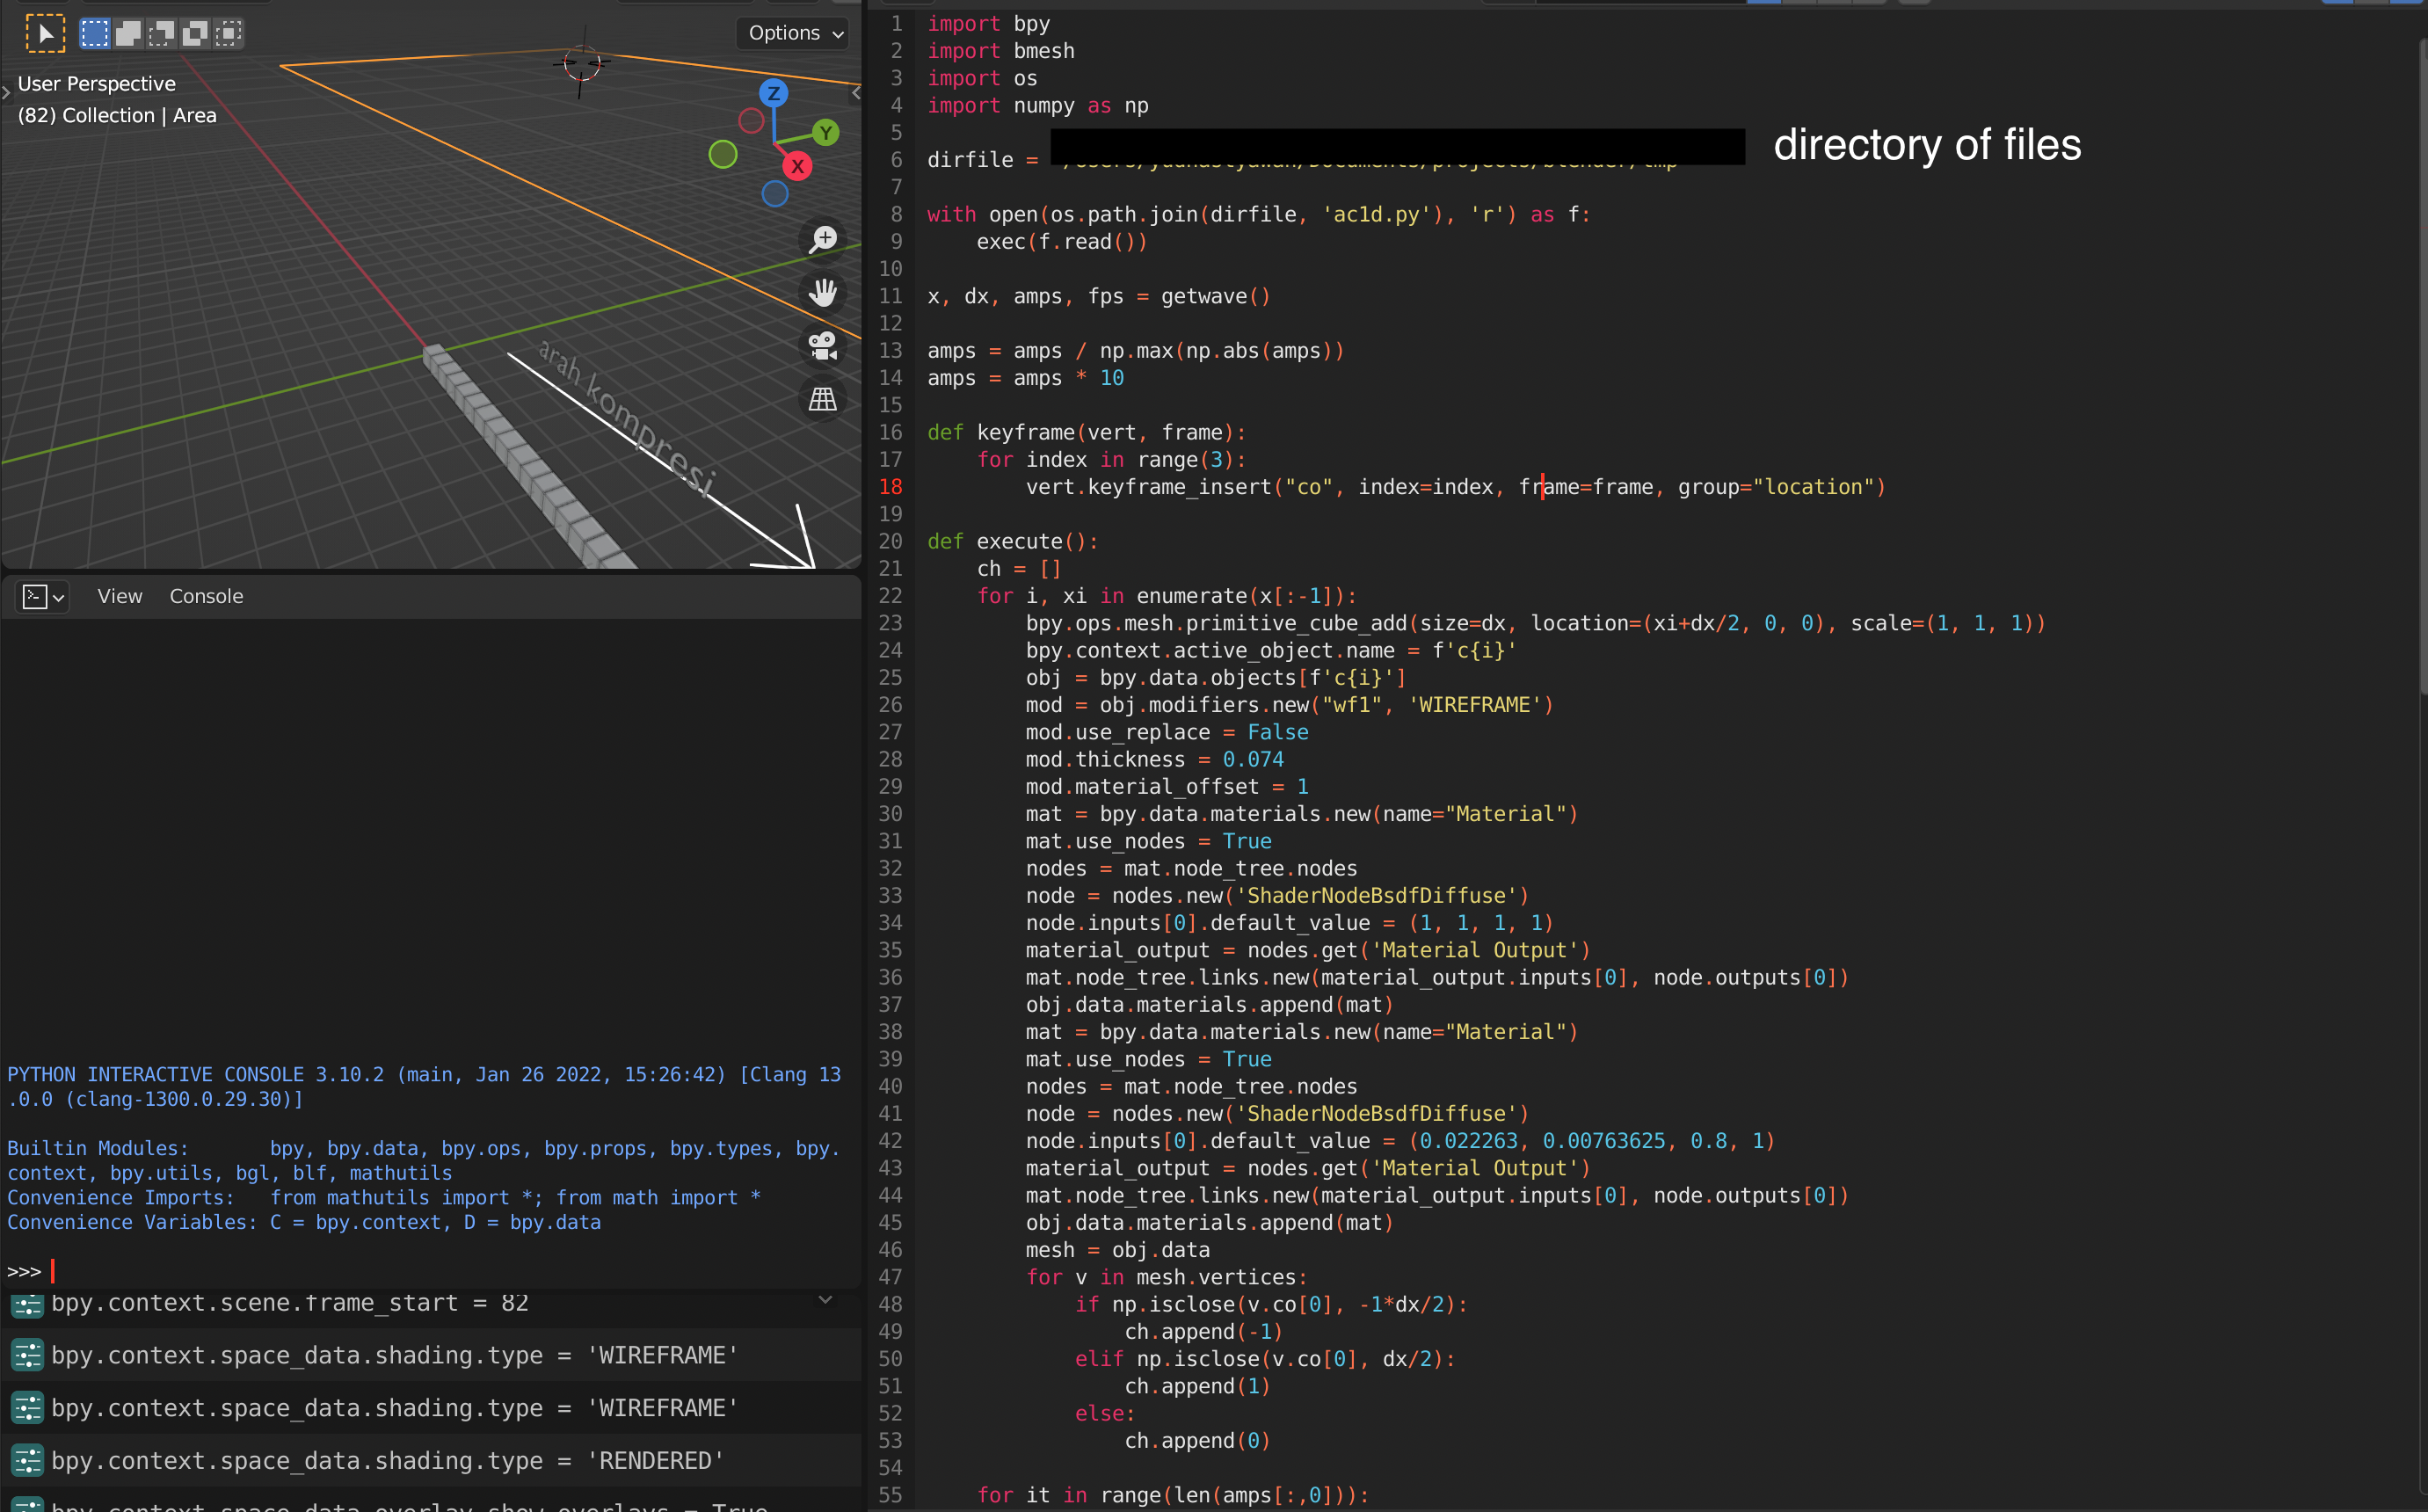 Options
User Perspective
(82) Collection | Area
Z
Y
X
arah kompresi
View Console
PYTHON INTERACTIVE CONSOLE 3.10.2 (main, Jan 26 2022, 15:26:42) [Clang 13
.0.0 (clang-1300.0.29.30)]
Builtin Modules:       bpy, bpy.data, bpy.ops, bpy.props, bpy.types, bpy.
context, bpy.utils, bgl, blf, mathutils
Convenience Imports:   from mathutils import *; from math import *
Convenience Variables: C = bpy.context, D = bpy.data
>>>
bpy.context.scene.frame_start = 82
bpy.context.space_data.shading.type = 'WIREFRAME'
bpy.context.space_data.shading.type = 'WIREFRAME'
bpy.context.space_data.shading.type = 'RENDERED'
bpy.context.space_data.overlay.show_overlays = True
1 import bpy
2 import bmesh
3 import os
4 import numpy as np
5
directory of files
6 dirfile =
7
8 with open(os.path.join(dirfile, 'ac1d.py'), 'r') as f:
9     exec(f.read())
10
11 x, dx, amps, fps = getwave()
12
13 amps = amps / np.max(np.abs(amps))
14 amps = amps * 10
15
16 def keyframe(vert, frame):
17     for index in range(3):
18         vert.keyframe_insert("co", index=index, frame=frame, group="location")
19
20 def execute():
21     ch = []
22     for i, xi in enumerate(x[:-1]):
23         bpy.ops.mesh.primitive_cube_add(size=dx, location=(xi+dx/2, 0, 0), scale=(1, 1, 1))
24         bpy.context.active_object.name = f'c{i}'
25         obj = bpy.data.objects[f'c{i}']
26         mod = obj.modifiers.new("wf1", 'WIREFRAME')
27         mod.use_replace = False
28         mod.thickness = 0.074
29         mod.material_offset = 1
30         mat = bpy.data.materials.new(name="Material")
31         mat.use_nodes = True
32         nodes = mat.node_tree.nodes
33         node = nodes.new('ShaderNodeBsdfDiffuse')
34         node.inputs[0].default_value = (1, 1, 1, 1)
35         material_output = nodes.get('Material Output')
36         mat.node_tree.links.new(material_output.inputs[0], node.outputs[0])
37         obj.data.materials.append(mat)
38         mat = bpy.data.materials.new(name="Material")
39         mat.use_nodes = True
40         nodes = mat.node_tree.nodes
41         node = nodes.new('ShaderNodeBsdfDiffuse')
42         node.inputs[0].default_value = (0.022263, 0.00763625, 0.8, 1)
43         material_output = nodes.get('Material Output')
44         mat.node_tree.links.new(material_output.inputs[0], node.outputs[0])
45         obj.data.materials.append(mat)
46         mesh = obj.data
47         for v in mesh.vertices:
48             if np.isclose(v.co[0], -1*dx/2):
49                 ch.append(-1)
50             elif np.isclose(v.co[0], dx/2):
51                 ch.append(1)
52             else:
53                 ch.append(0)
54
55     for it in range(len(amps[:,0])):